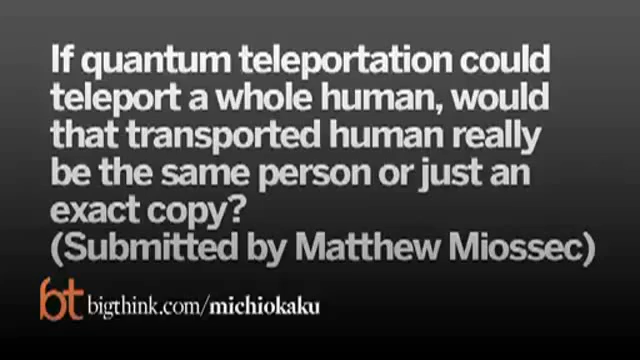 If quantum teleportation could
teleport a whole human, would
that transported human really
be the same person or just an
exact copy?
(Submitted by Matthew Miossec)
bt bigthink.com/michiokaku